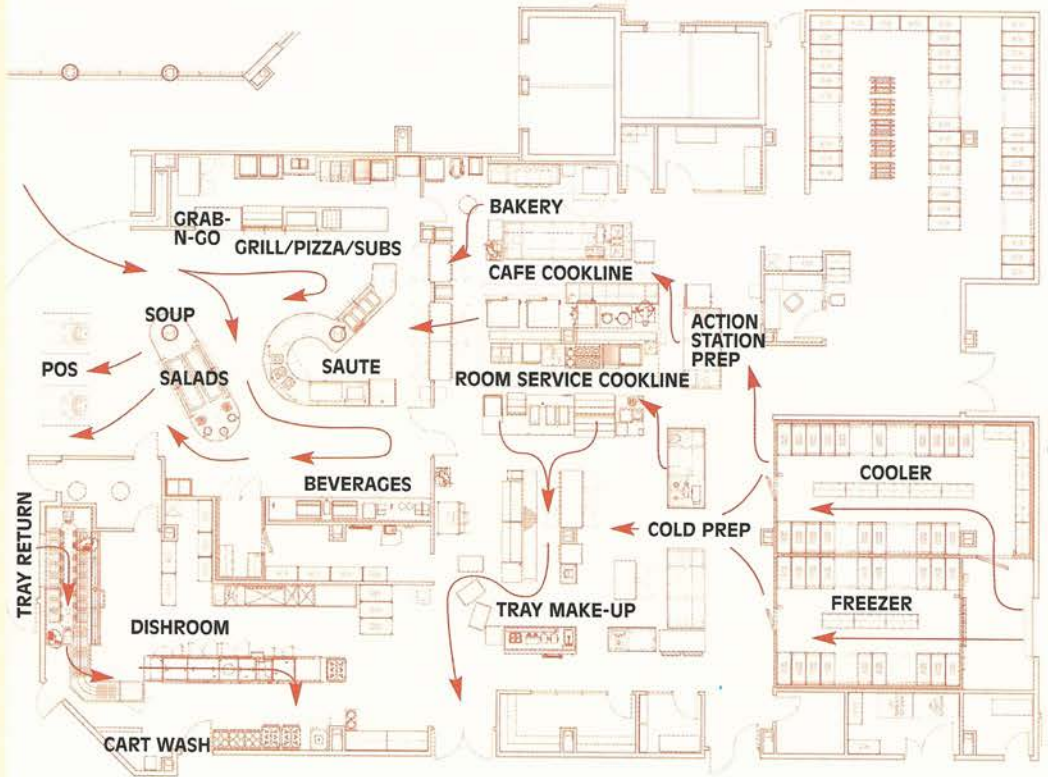 GRAB-
N-GO
GRILL/PIZZA/SUBS
BAKERY
CAFE COOKLINE
SOUP
POS
SALADS
SAUTE
ACTION
STATION
PREP
ROOM SERVICE COOKLINE
BEVERAGES
COOLER
COLD PREP
TRAY RETURN
TRAY MAKE-UP
FREEZER
DISHROOM
CART WASH